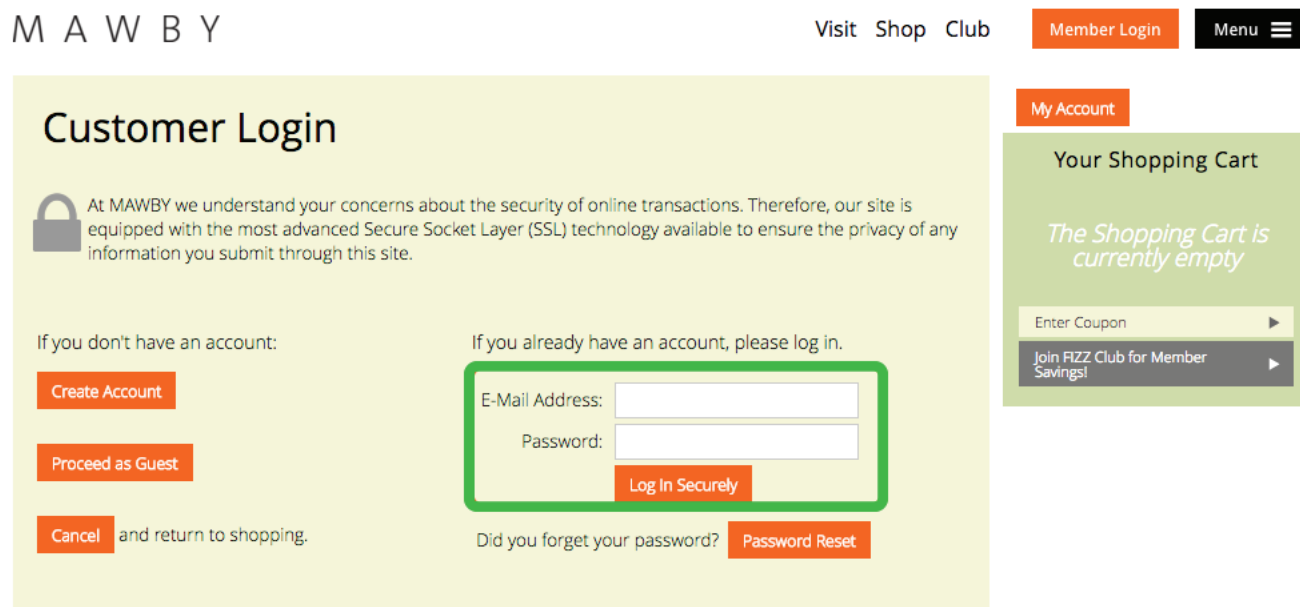 MAWBY
Visit Shop Club
Member Login
Menu
Customer Login
At MAWBY we understand your concerns about the security of online transactions. Therefore, our site is
equipped with the most advanced Secure Socket Layer (SSL) technology available to ensure the privacy of any
information you submit through this site.
If you don't have an account:
Create Account
Proceed as Guest
Cancel and return to shopping.
If you already have an account, please log in.
E-Mail Address:
Password:
Log In Securely
Did you forget your password? Password Reset
My Account
Your Shopping Cart
The Shopping Cart is
currently empty
Enter Coupon
Join FIZZ Club for Member
Savings!